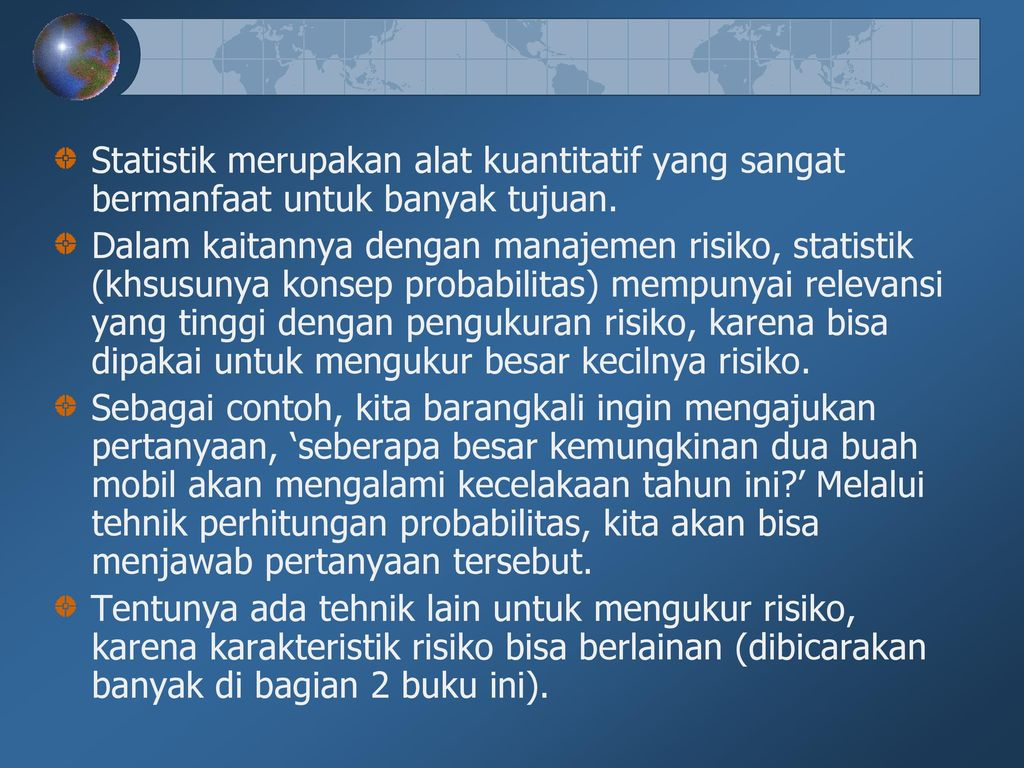 Statistik merupakan alat kuantitatif yang sangat
bermanfaat untuk banyak tujuan.
Dalam kaitannya dengan manajemen risiko, statistik
(khsusunya konsep probabilitas) mempunyai relevansi
yang tinggi dengan pengukuran risiko, karena bisa
dipakai untuk mengukur besar kecilnya risiko.
Sebagai contoh, kita barangkali ingin mengajukan
pertanyaan, ‘seberapa besar kemungkinan dua buah
mobil akan mengalami kecelakaan tahun ini?’ Melalui
tehnik perhitungan probabilitas, kita akan bisa
menjawab pertanyaan tersebut.
Tentunya ada tehnik lain untuk mengukur risiko,
karena karakteristik risiko bisa berlainan (dibicarakan
banyak di bagian 2 buku ini).